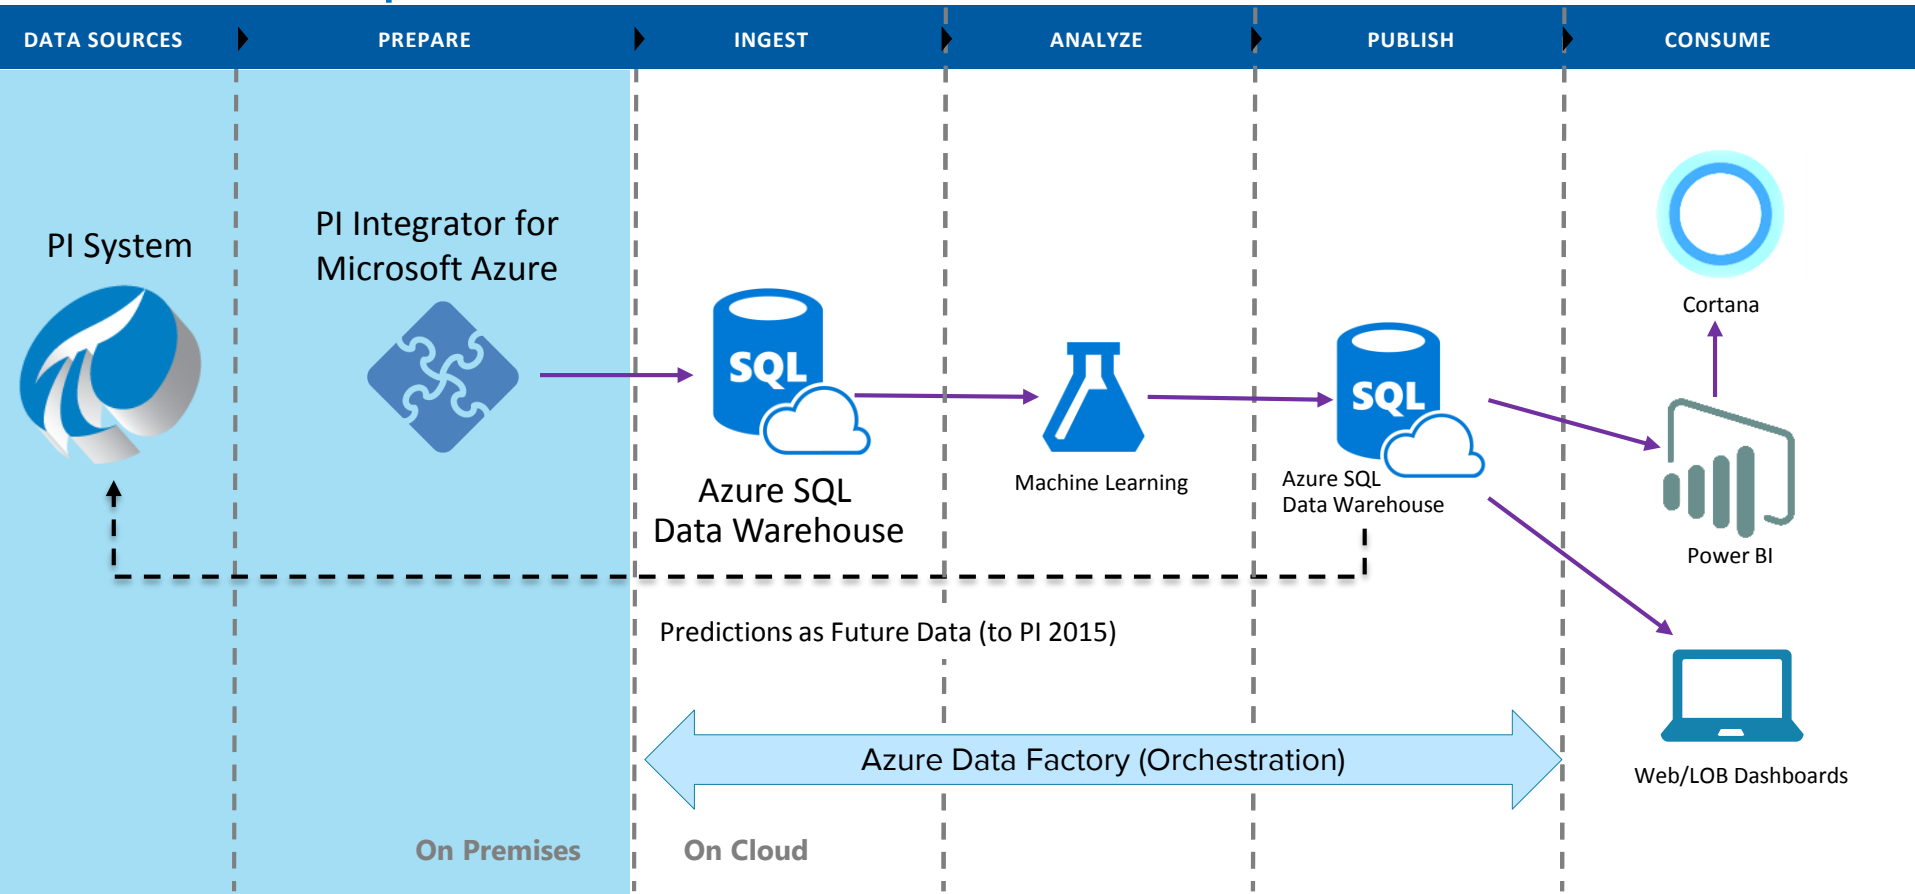 DATA SOURCES
PREPARE
INGEST
ANALYZE
PUBLISH
CONSUME
PI System
PI Integrator for
Microsoft Azure
SQL
Azure SQL
Data Warehouse
Machine Learning
SQL
Azure SQL
Data Warehouse
Cortana
Power BI
Web/LOB Dashboards
Predictions as Future Data (to PI 2015)
Azure Data Factory (Orchestration)
On Premises
On Cloud